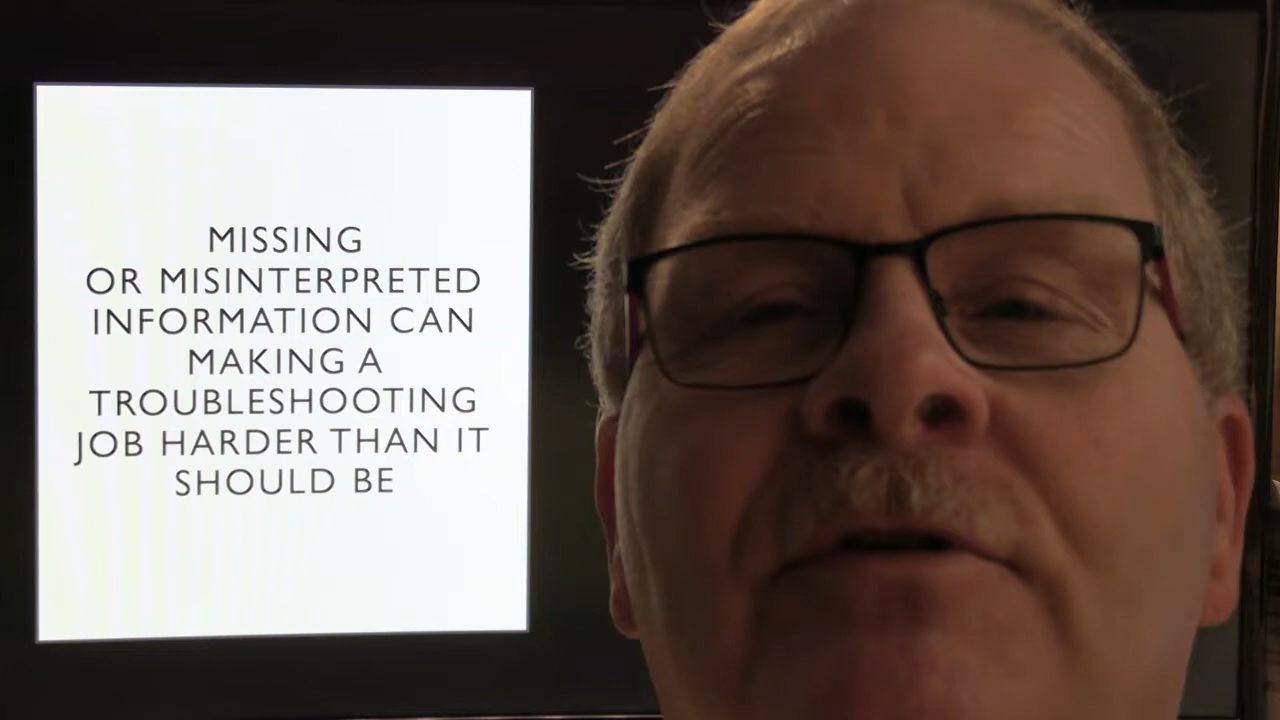 MISSING
OR MISINTERPRETED
INFORMATION CAN
MAKING A
TROUBLESHOOTING
JOB HARDER THAN IT
SHOULD BE